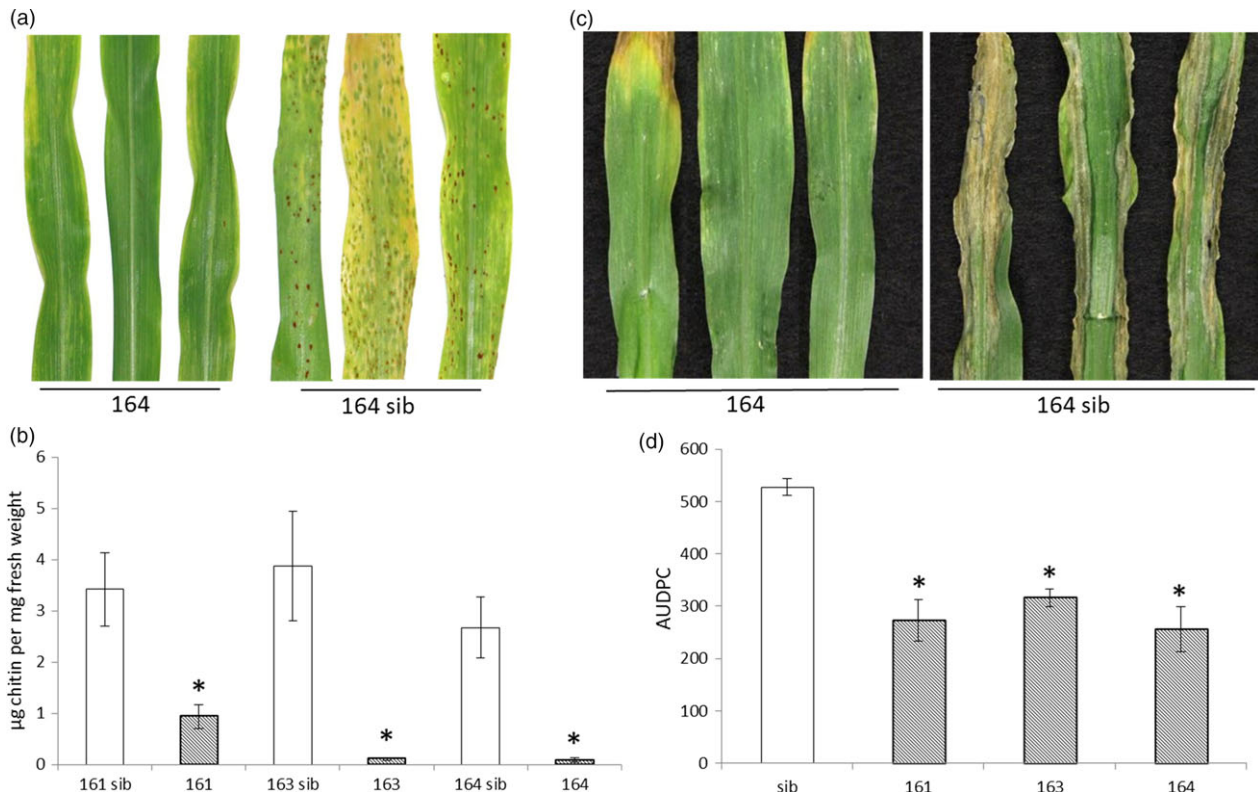 (a)
164
164 sib
(c)
164
164 sib
(b)
µg chitin per mg fresh weight
6
5
4
3
2
1
0
*
*
*
161 sib 161 163 sib 163 164 sib 164
(d)
AUDPC
600
500
400
300
200
100
0
*
*
*
sib 161 163 164